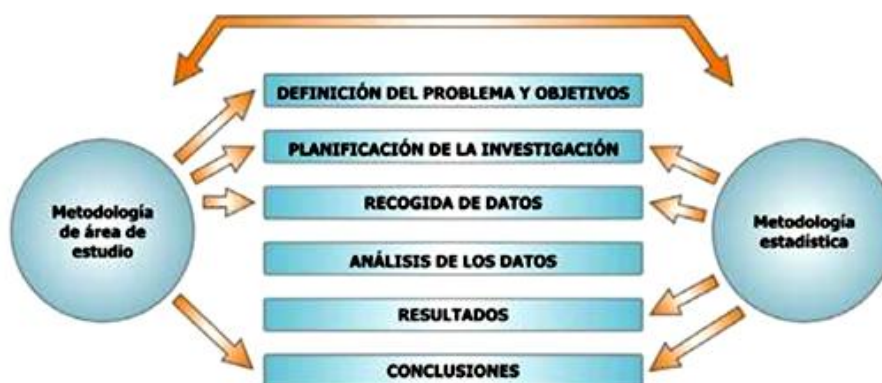 DEFINICIÓN DEL PROBLEMA Y OBJETIVOS
PLANIFICACIÓN DE LA INVESTIGACIÓN
RECOGIDA DE DATOS
ANÁLISIS DE LOS DATOS
RESULTADOS
CONCLUSIONES
Metodología
de área de
estudio
Metodología
estadística